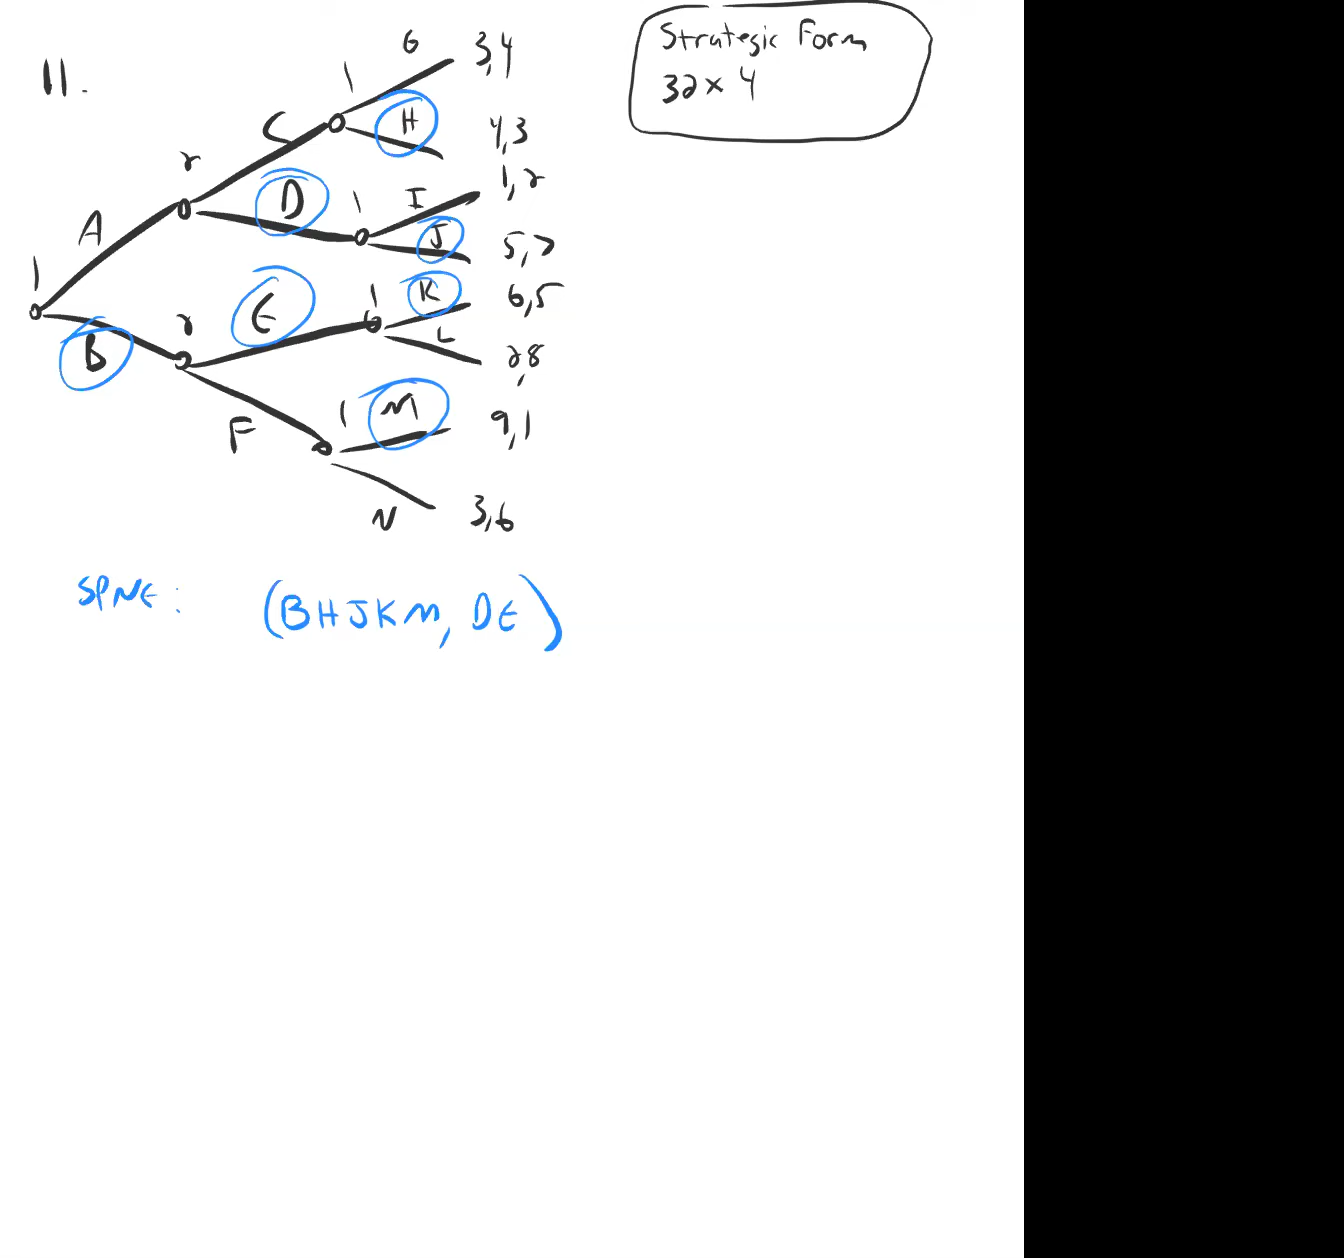 11.
Strategic Form
32 × 4
1
A
B
2
C
D
2
E
F
1
G
3,4
H
4,3
1
I
1,2
J
5,7
1
K
6,5
L
2,8
1
M
9,1
N
3,6
SPNE: (BHJKM, DE)